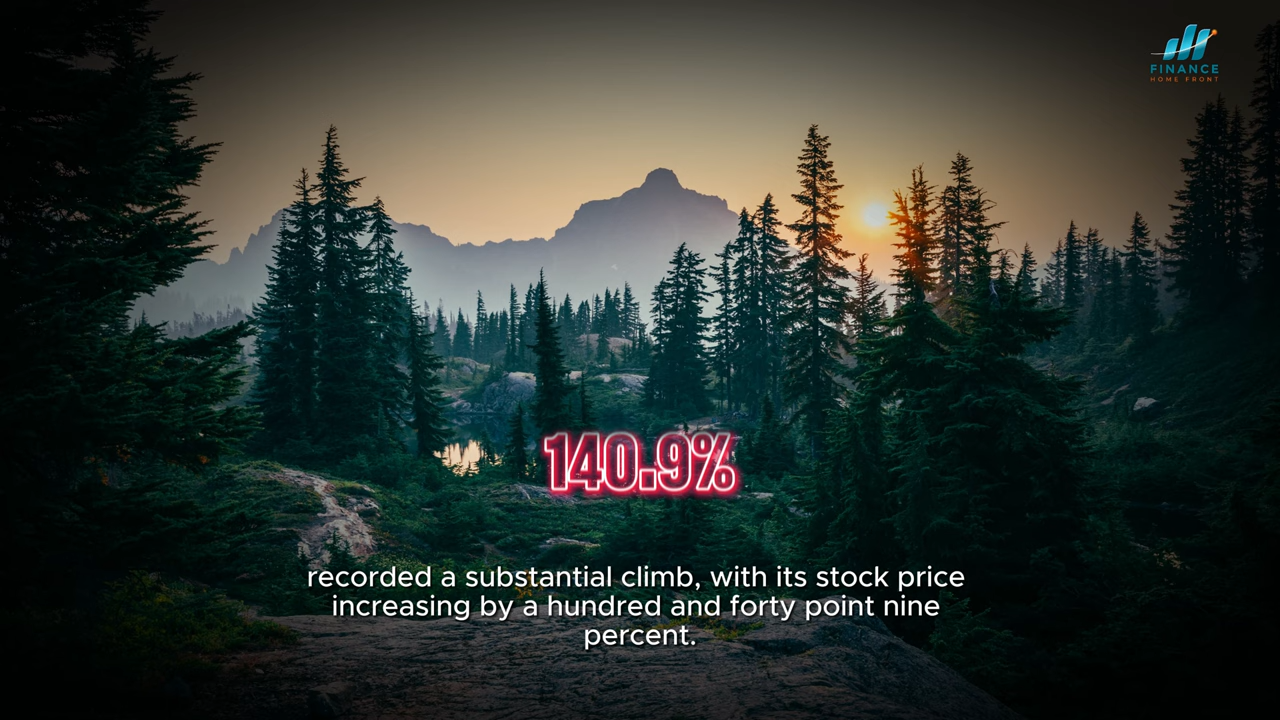 FINANCE
HOME FRONT
140.9%
recorded a substantial climb, with its stock price
increasing by a hundred and forty point nine
percent.